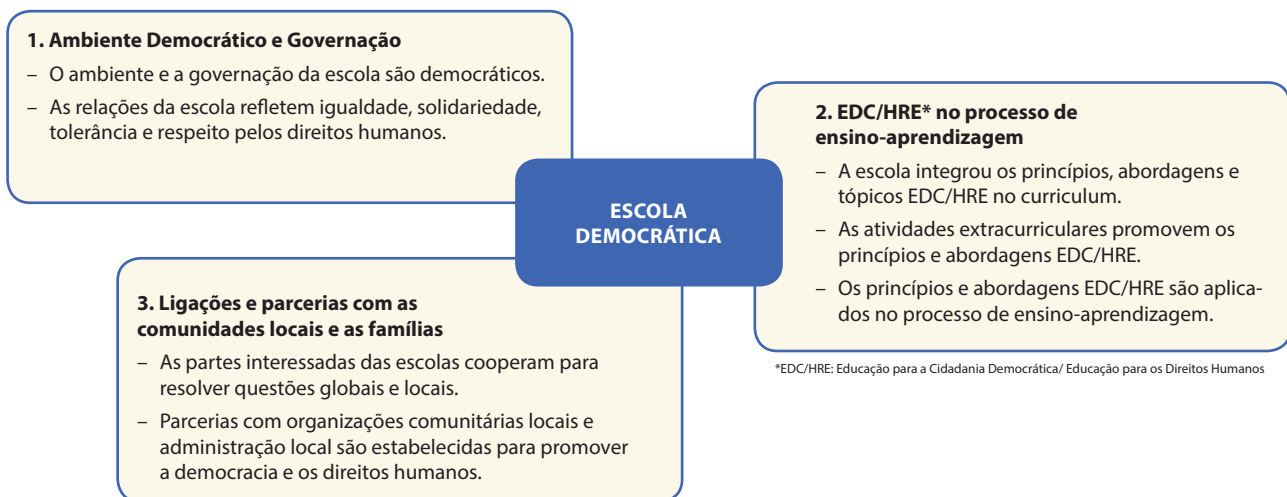 1. Ambiente Democrático e Governação
– O ambiente e a governação da escola são democráticos.
– As relações da escola refletem igualdade, solidariedade,
tolerância e respeito pelos direitos humanos.
ESCOLA
DEMOCRÁTICA
2. EDC/HRE* no processo de
ensino-aprendizagem
– A escola integrou os princípios, abordagens e
tópicos EDC/HRE no curriculum.
– As atividades extracurriculares promovem os
princípios e abordagens EDC/HRE.
– Os princípios e abordagens EDC/HRE são aplica-
dos no processo de ensino-aprendizagem.
*EDC/HRE: Educação para a Cidadania Democrática/ Educação para os Direitos Humanos
3. Ligações e parcerias com as
comunidades locais e as famílias
– As partes interessadas das escolas cooperam para
resolver questões globais e locais.
– Parcerias com organizações comunitárias locais e
administração local são estabelecidas para promover
a democracia e os direitos humanos.